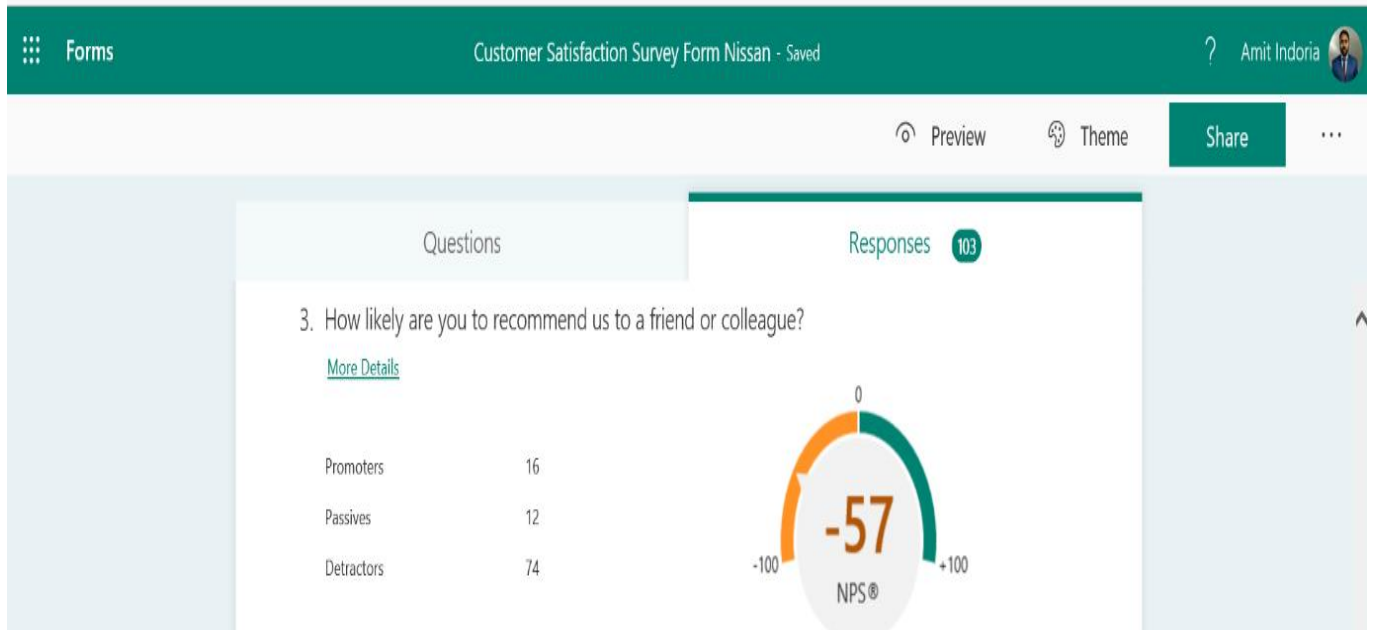 Forms Customer Satisfaction Survey Form Nissan - Saved ? Amit Indoria
Preview Theme Share ...
Questions Responses 103
3. How likely are you to recommend us to a friend or colleague?
More Details
0
Promoters 16
Passives 12
Detractors 74
-57
-100 +100
NPS®